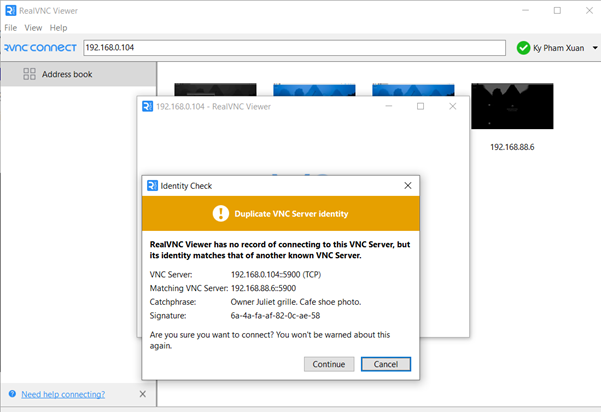 RealVNC Viewer
File View Help
RVNC CONNECT 192.168.0.104 Ky Pham Xuan
Address book
192.168.0.104 - RealVNC Viewer
192.168.88.6
Identity Check
Duplicate VNC Server identity
RealVNC Viewer has no record of connecting to this VNC Server, but
its identity matches that of another known VNC Server.
VNC Server: 192.168.0.104::5900 (TCP)
Matching VNC Server: 192.168.88.6::5900
Catchphrase: Owner Juliet grille. Cafe shoe photo.
Signature: 6a-4a-fa-af-82-0c-ae-58
Are you sure you want to connect? You won't be warned about this
again.
Continue Cancel
Need help connecting?